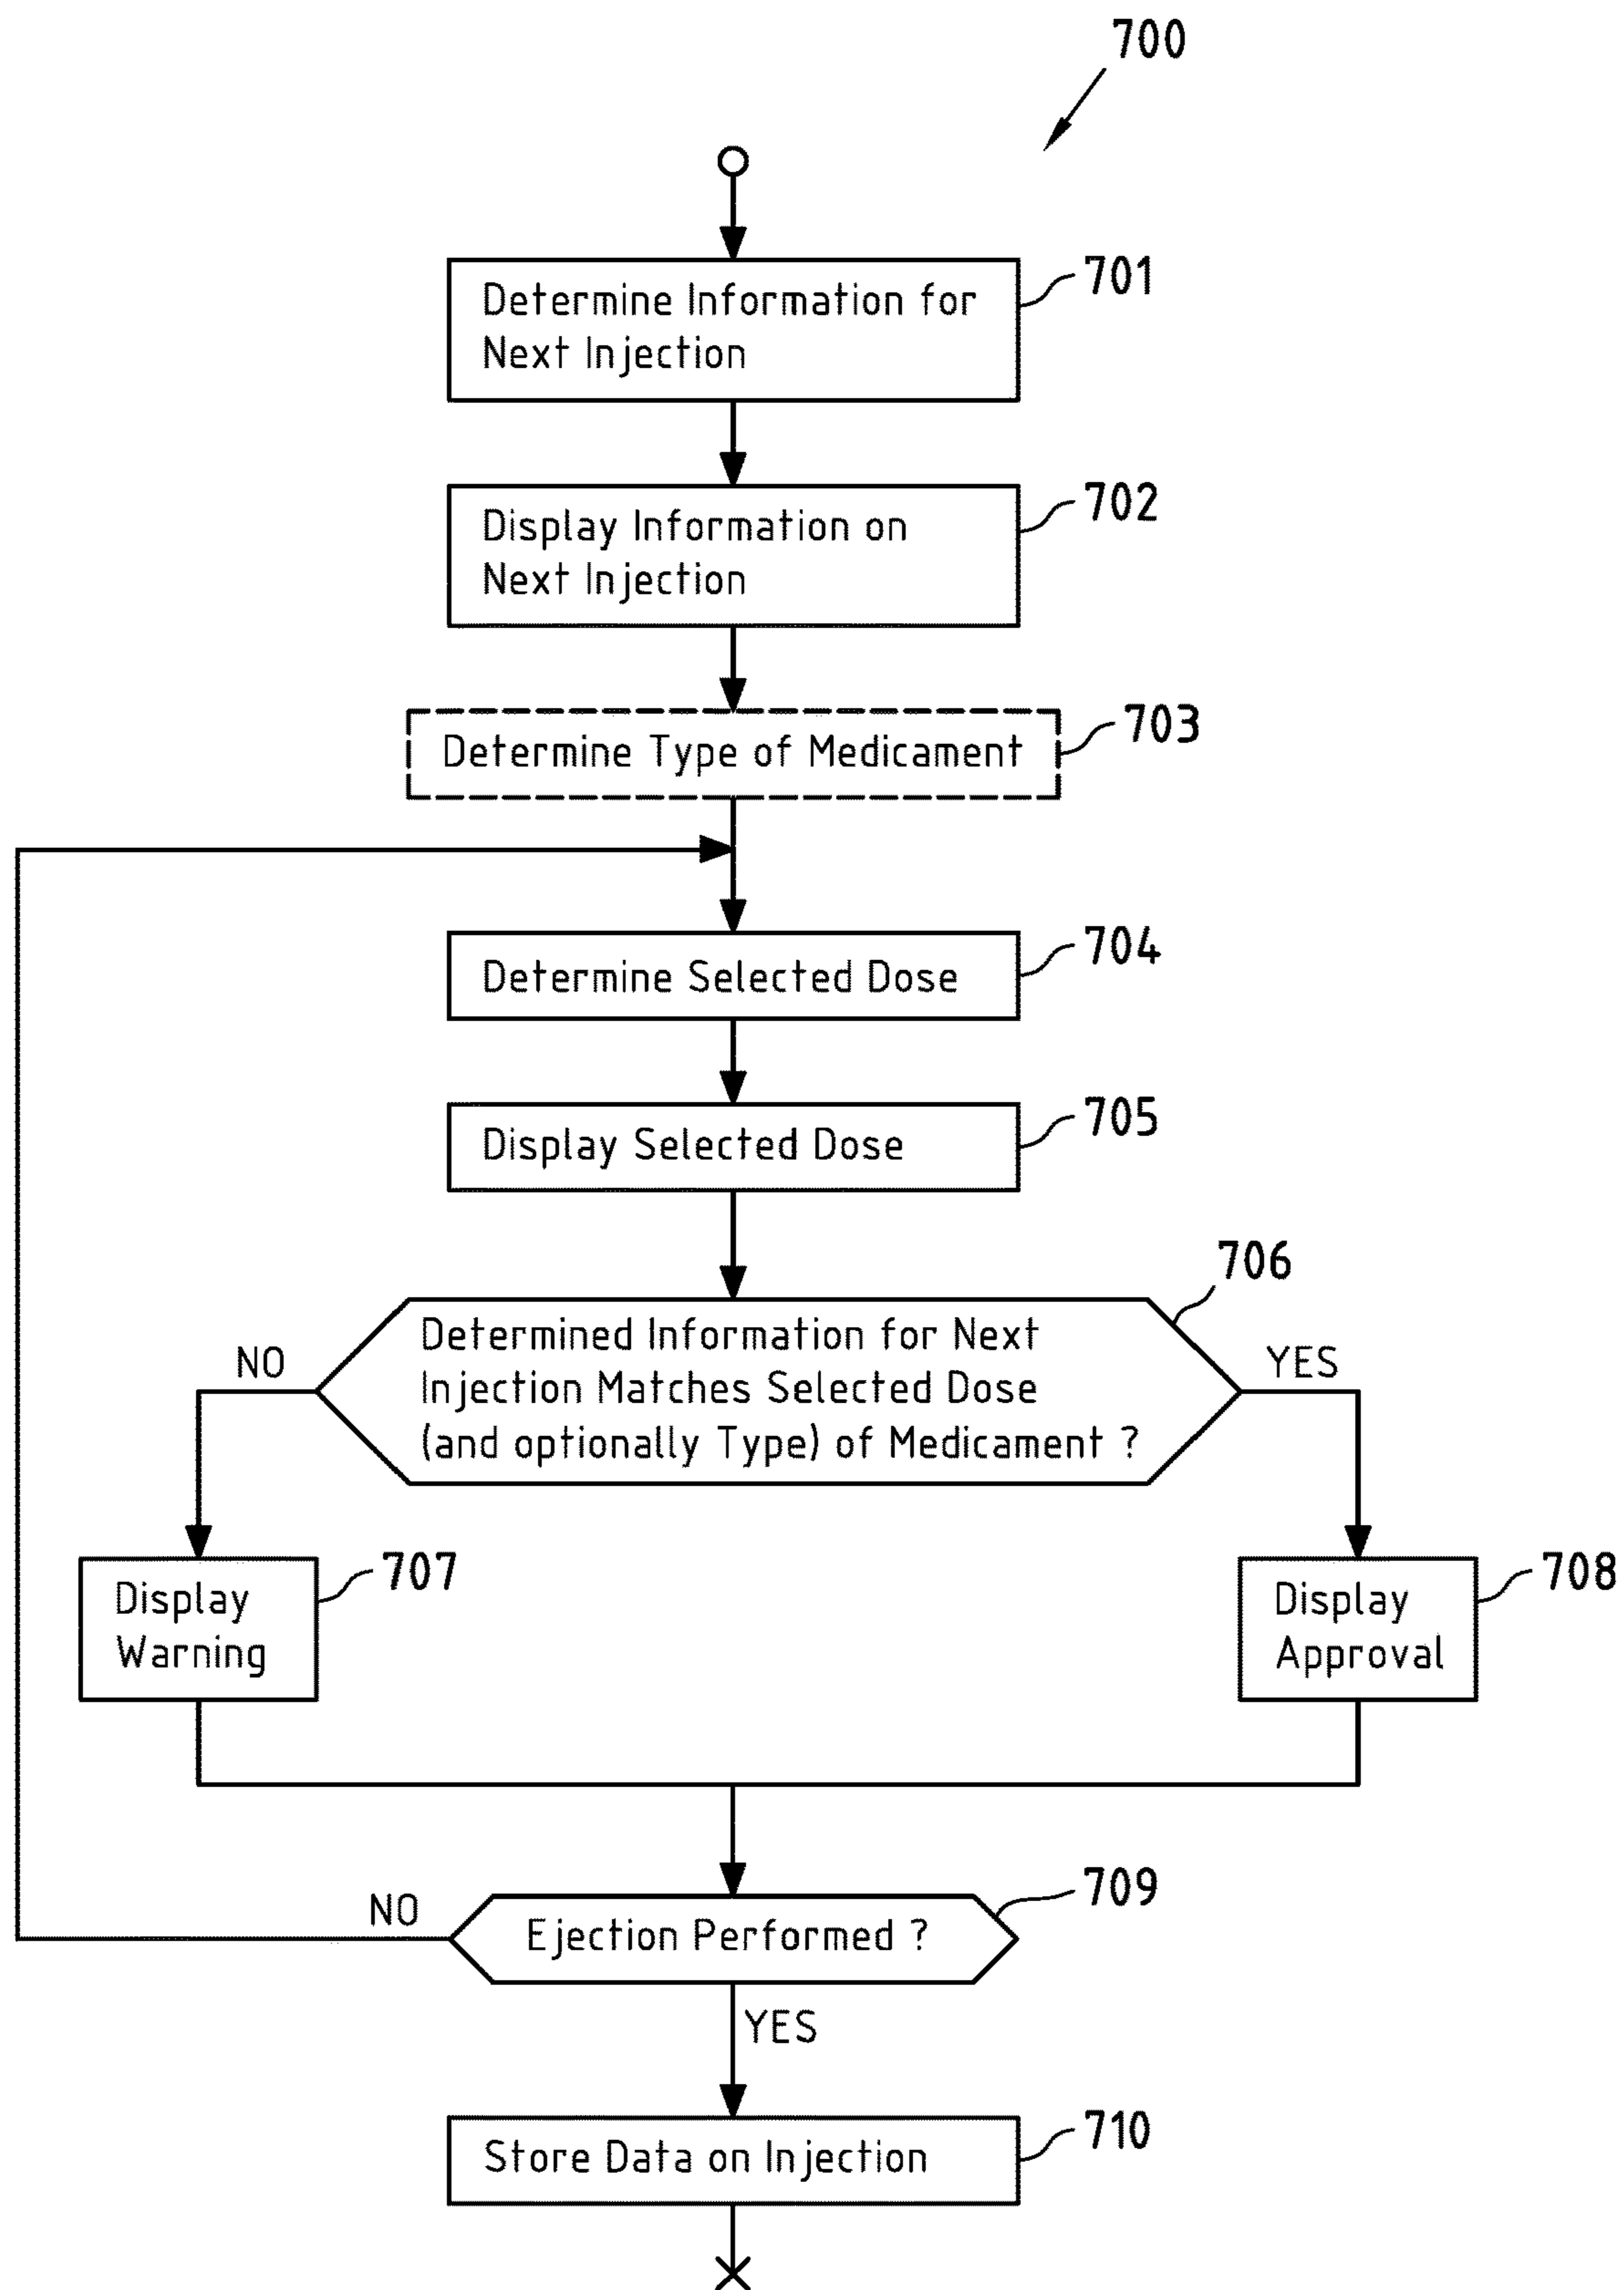 700
701
Determine Information for
Next Injection
702
Display Information on
Next Injection
703
Determine Type of Medicament
704
Determine Selected Dose
705
Display Selected Dose
706
Determined Information for Next
Injection Matches Selected Dose
(and optionally Type) of Medicament ?
NO
YES
707
Display
Warning
708
Display
Approval
709
NO
Ejection Performed ?
YES
710
Store Data on Injection